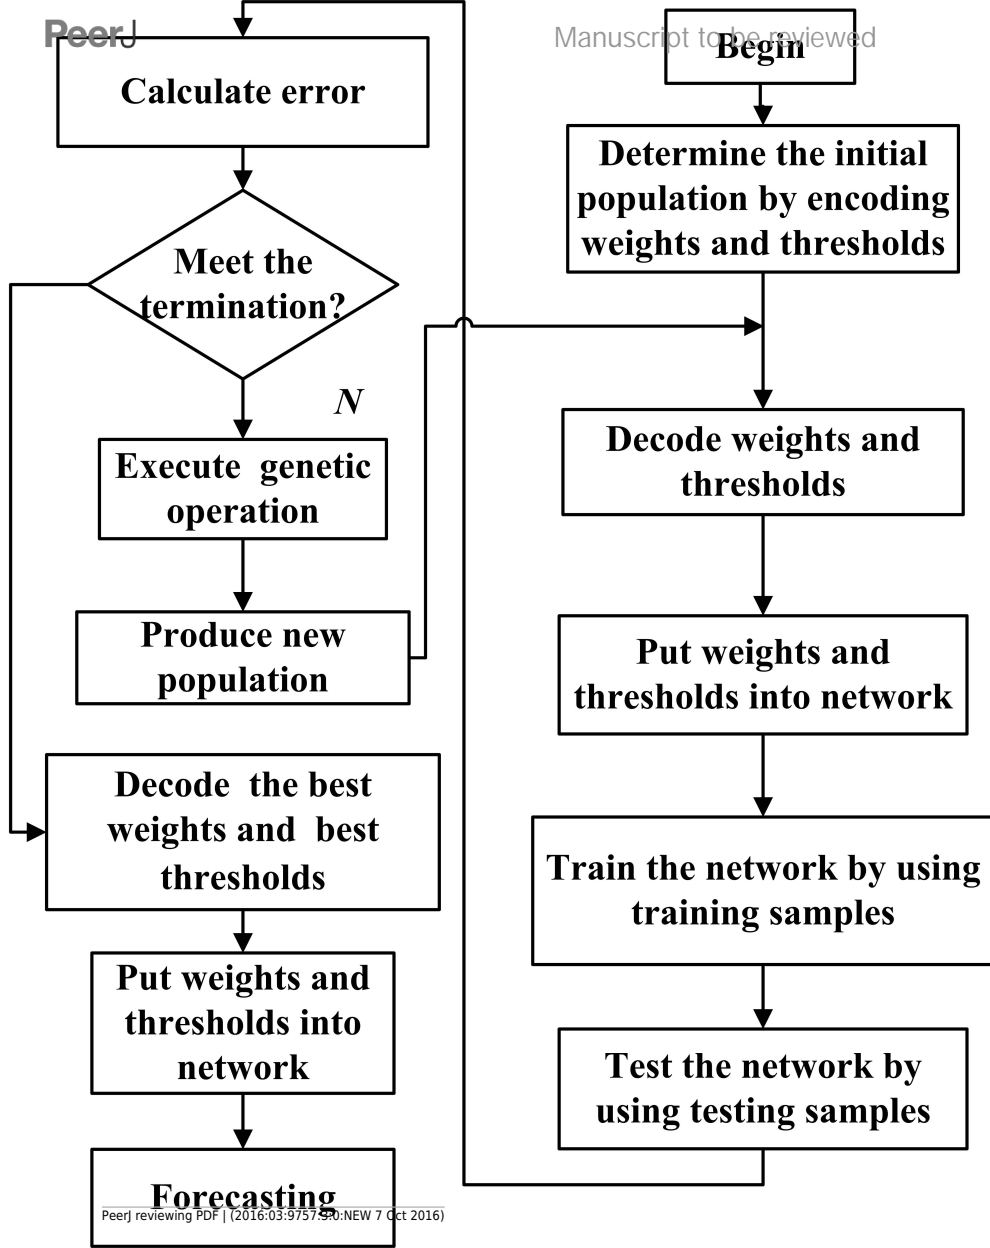 PeerJ
Manuscript to be reviewed
Begin
Determine the initial
population by encoding
weights and thresholds
Decode weights and
thresholds
Put weights and
thresholds into network
Train the network by using
training samples
Test the network by
using testing samples
Calculate error
Meet the
termination?
N
Execute  genetic
operation
Produce new
population
Decode  the best
weights and  best
thresholds
Put weights and
thresholds into
network
Forecasting
PeerJ reviewing PDF | (2016:03:9757:3:0:NEW 7 Oct 2016)